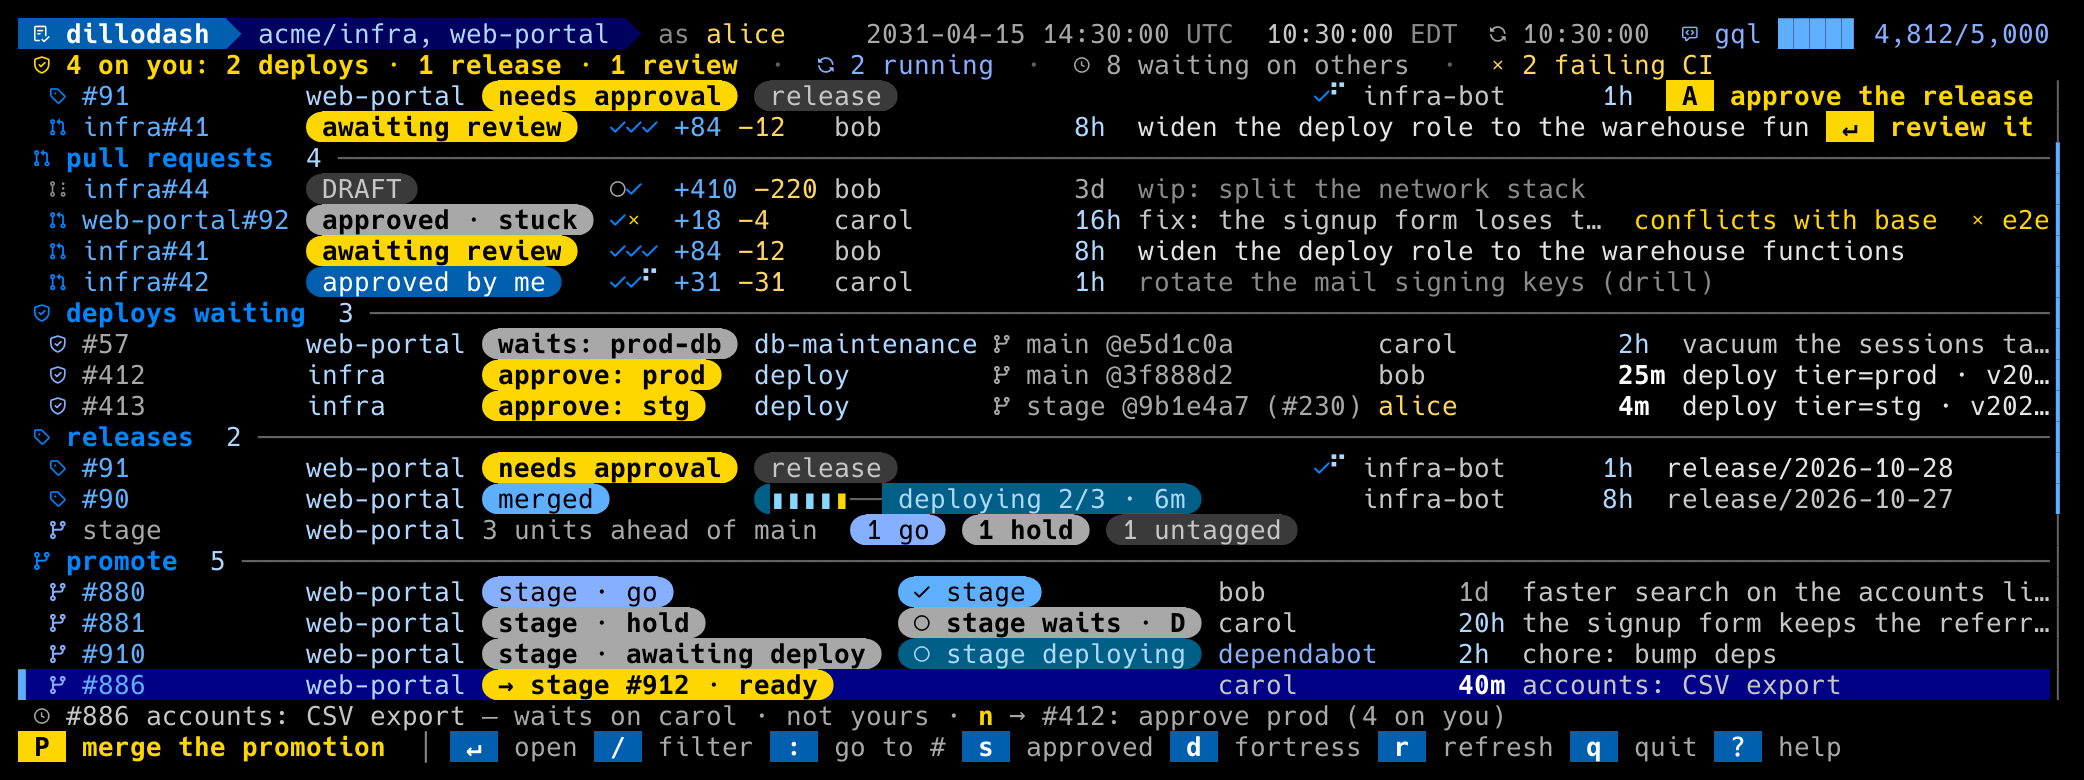 dillodash acme/infra, web-portal as alice 2031-04-15 14:30:00 UTC 10:30:00 EDT 10:30:00 gql 4,812/5,000
4 on you: 2 deploys · 1 release · 1 review · 2 running · 8 waiting on others · × 2 failing CI
#91 web-portal needs approval release ✓ infra-bot 1h A approve the release
infra#41 awaiting review ✓✓✓ +84 −12 bob 8h widen the deploy role to the warehouse fun ↵ review it
pull requests 4
infra#44 DRAFT ○✓ +410 −220 bob 3d wip: split the network stack
web-portal#92 approved · stuck ✓× +18 −4 carol 16h fix: the signup form loses t… conflicts with base × e2e
infra#41 awaiting review ✓✓✓ +84 −12 bob 8h widen the deploy role to the warehouse functions
infra#42 approved by me ✓✓ +31 −31 carol 1h rotate the mail signing keys (drill)
deploys waiting 3
#57 web-portal waits: prod-db db-maintenance main @e5d1c0a carol 2h vacuum the sessions ta…
#412 infra approve: prod deploy main @3f888d2 bob 25m deploy tier=prod · v20…
#413 infra approve: stg deploy stage @9b1e4a7 (#230) alice 4m deploy tier=stg · v202…
releases 2
#91 web-portal needs approval release ✓ infra-bot 1h release/2026-10-28
#90 web-portal merged deploying 2/3 · 6m infra-bot 8h release/2026-10-27
stage web-portal 3 units ahead of main 1 go 1 hold 1 untagged
promote 5
#880 web-portal stage · go ✓ stage bob 1d faster search on the accounts li…
#881 web-portal stage · hold ○ stage waits · D carol 20h the signup form keeps the referr…
#910 web-portal stage · awaiting deploy ○ stage deploying dependabot 2h chore: bump deps
#886 web-portal → stage #912 · ready carol 40m accounts: CSV export
#886 accounts: CSV export — waits on carol · not yours · n → #412: approve prod (4 on you)
P merge the promotion │ ↵ open / filter : go to # s approved d fortress r refresh q quit ? help